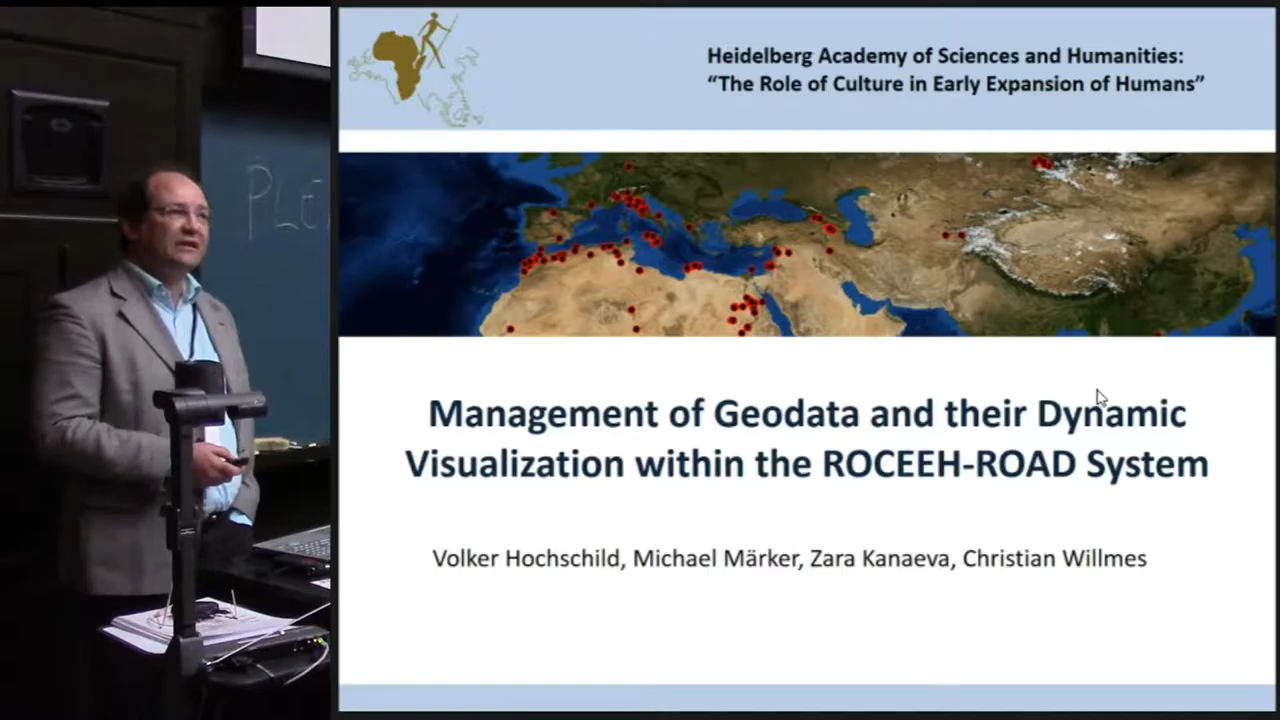 Heidelberg Academy of Sciences and Humanities:
“The Role of Culture in Early Expansion of Humans”
Management of Geodata and their Dynamic
Visualization within the ROCEEH-ROAD System
Volker Hochschild, Michael Märker, Zara Kanaeva, Christian Willmes
PLE